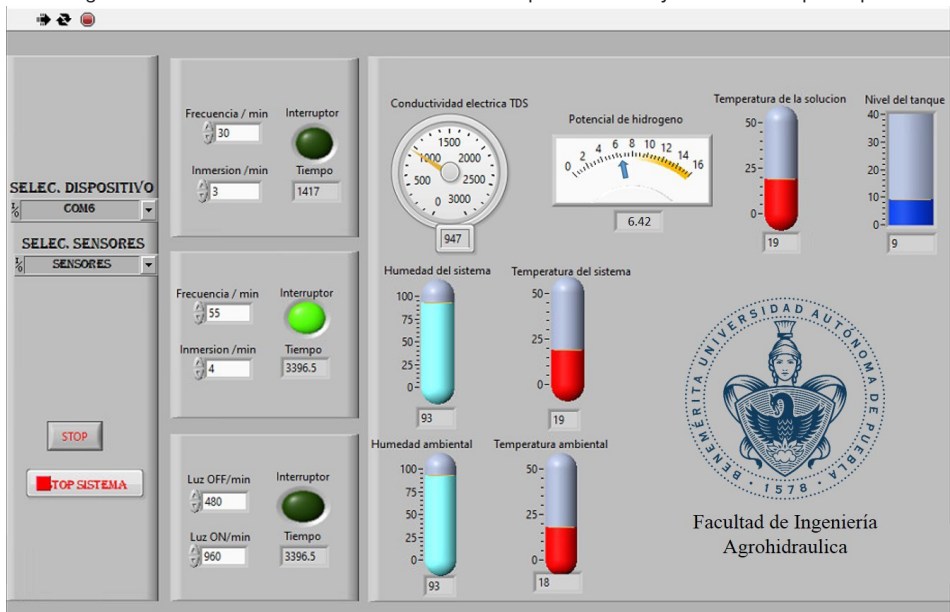 SELEC. DISPOSITIVO
COM6
SELEC. SENSORES
SENSORES
STOP
TOP SISTEMA
Frecuencia / min
Interruptor
30
Inmersion /min
Tiempo
3
1417
Frecuencia / min
Interruptor
55
Inmersion /min
Tiempo
4
3396.5
Luz OFF/min
Interruptor
480
Luz ON/min
Tiempo
960
3396.5
Conductividad electrica TDS
0 500 1000 1500 2000 2500 3000
947
Potencial de hidrogeno
0 2 4 6 8 10 12 14 16
6.42
Temperatura de la solucion
50
25
0
19
Nivel del tanque
40
30
20
10
0
9
Humedad del sistema
100
75
50
25
0
93
Temperatura del sistema
50
25
0
19
Humedad ambiental
100
75
50
25
0
93
Temperatura ambiental
50
25
0
18
BENEMÉRITA UNIVERSIDAD AUTÓNOMA DE PUEBLA
1578
Facultad de Ingeniería
Agrohidraulica